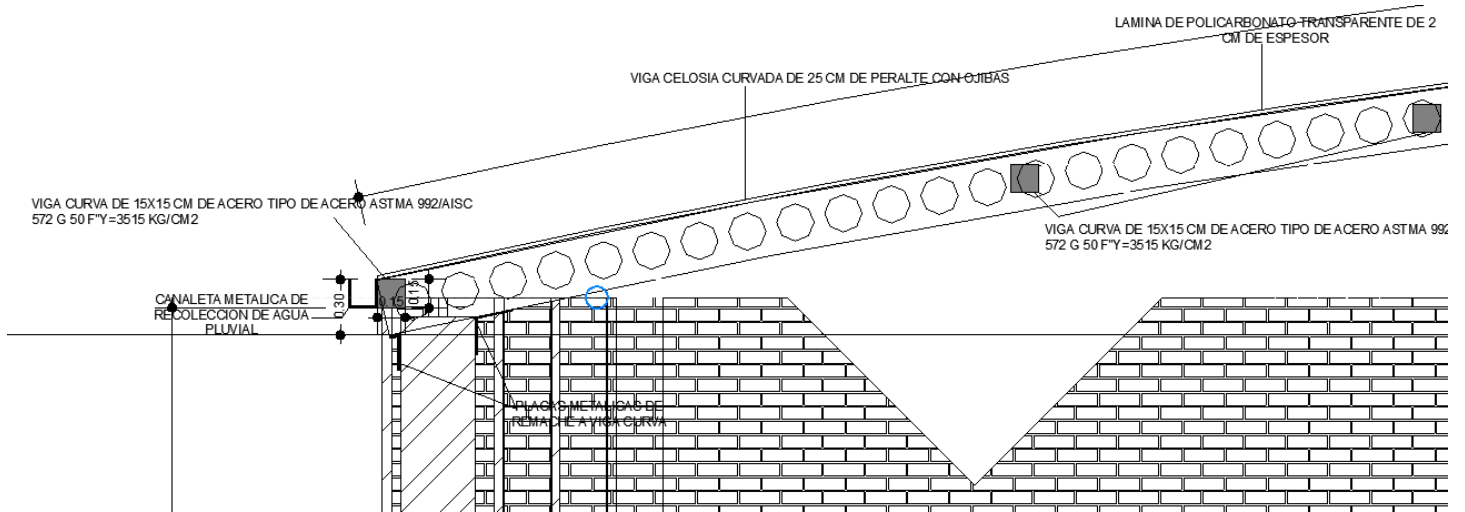 LAMINA DE POLICARBONATO TRANSPARENTE DE 2
CM DE ESPESOR
VIGA CELOSIA CURVADA DE 25 CM DE PERALTE CON OJIBAS
VIGA CURVA DE 15X15 CM DE ACERO TIPO DE ACERO ASTMA 992/AISC
572 G 50 F"Y=3515 KG/CM2
VIGA CURVA DE 15X15 CM DE ACERO TIPO DE ACERO ASTMA 992
572 G 50 F"Y=3515 KG/CM2
CANALETA METALICA DE
RECOLECCION DE AGUA
PLUVIAL
0.30
0.15
0.15
PLACAS METALICAS DE
REMACHE A VIGA CURVA